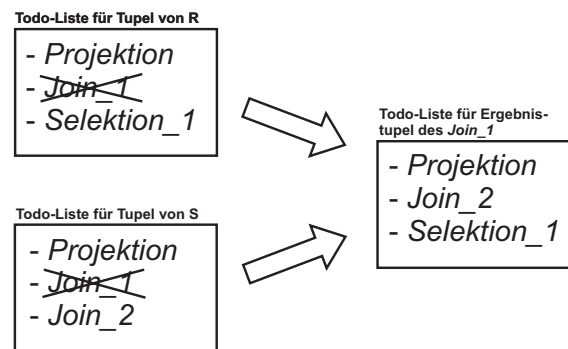 Todo-Liste für Tupel von R
- Projektion
- Join_1
- Selektion_1
Todo-Liste für Ergebnis-
tupel des Join_1
- Projektion
- Join_2
- Selektion_1
Todo-Liste für Tupel von S
- Projektion
- Join_1
- Join_2